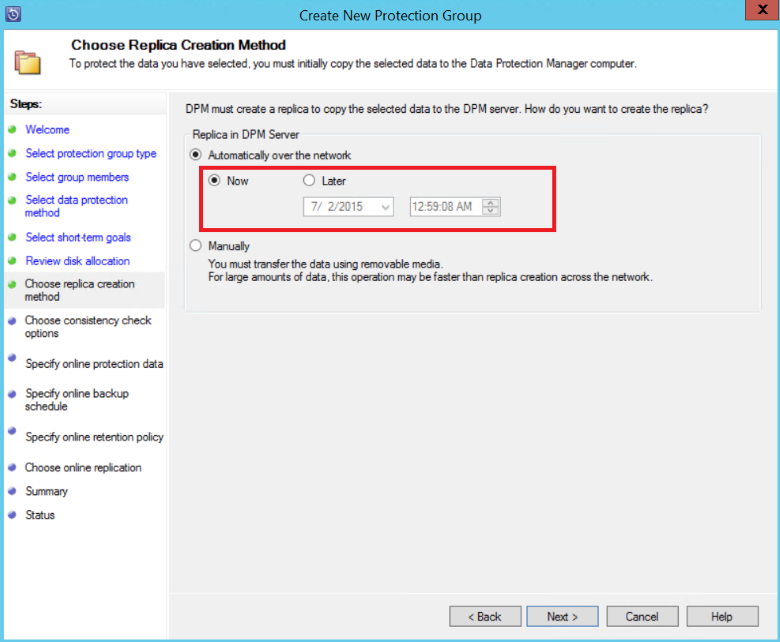 Create New Protection Group
X
Choose Replica Creation Method
To protect the data you have selected, you must initially copy the selected data to the Data Protection Manager computer.
Steps:
Welcome
Select protection group type
Select group members
Select data protection
method
Select short-term goals
Review disk allocation
Choose replica creation
method
Choose consistency check
options
Specify online protection data
Specify online backup
schedule
Specify online retention policy
Choose online replication
Summary
Status
DPM must create a replica to copy the selected data to the DPM server. How do you want to create the replica?
Replica in DPM Server
Automatically over the network
Now Later
7/ 2/2015 12:59:08 AM
Manually
You must transfer the data using removable media.
For large amounts of data, this operation may be faster than replica creation across the network.
< Back Next > Cancel Help